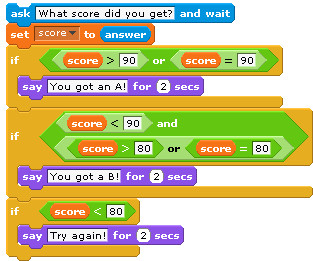 ask What score did you get? and wait
set score to answer
if score > 90 or score = 90
say You got an A! for 2 secs
if
score < 90 and
score > 80 or score = 80
say You got a B! for 2 secs
if score < 80
say Try again! for 2 secs